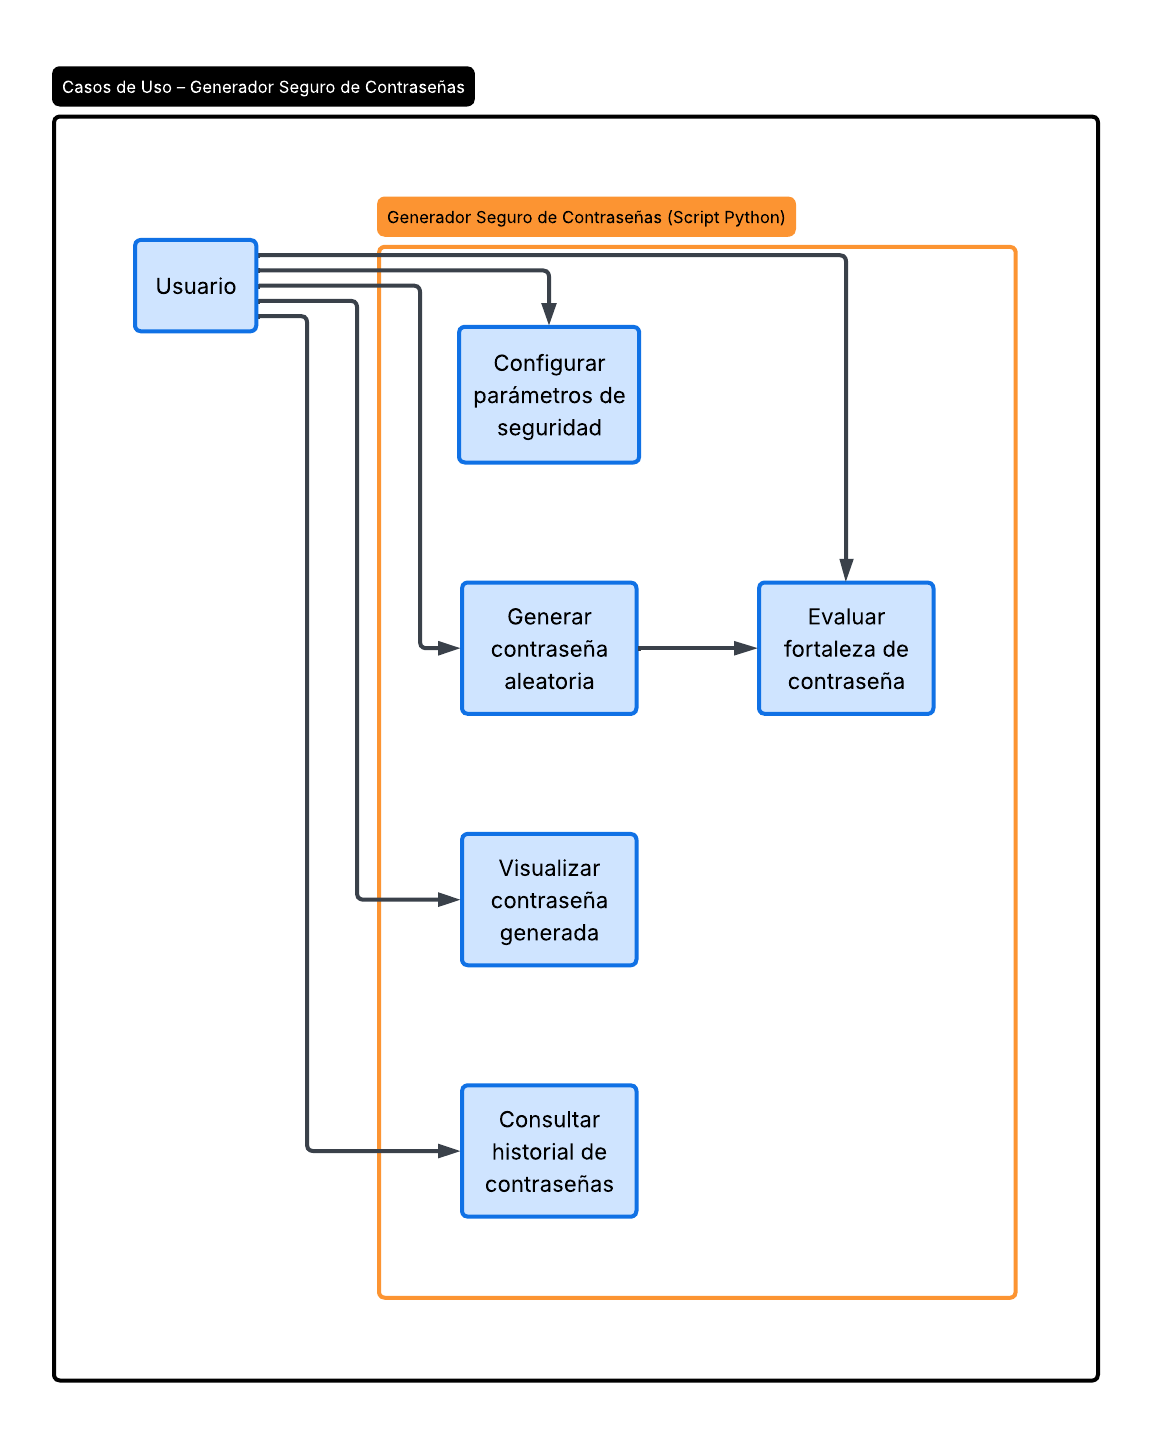 Casos de Uso – Generador Seguro de Contraseñas
Generador Seguro de Contraseñas (Script Python)
Usuario
Configurar
parámetros de
seguridad
Generar
contraseña
aleatoria
Evaluar
fortaleza de
contraseña
Visualizar
contraseña
generada
Consultar
historial de
contraseñas